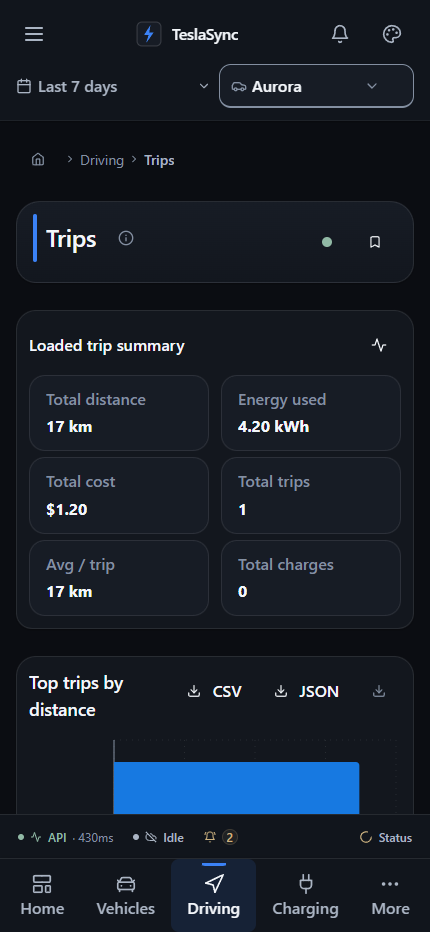 TeslaSync
Last 7 days
Aurora
Driving
Trips
Trips
Loaded trip summary
Total distance
17 km
Energy used
4.20 kWh
Total cost
$1.20
Total trips
1
Avg / trip
17 km
Total charges
0
Top trips by
distance
CSV
JSON
API · 430ms
Idle
2
Status
Home
Vehicles
Driving
Charging
More